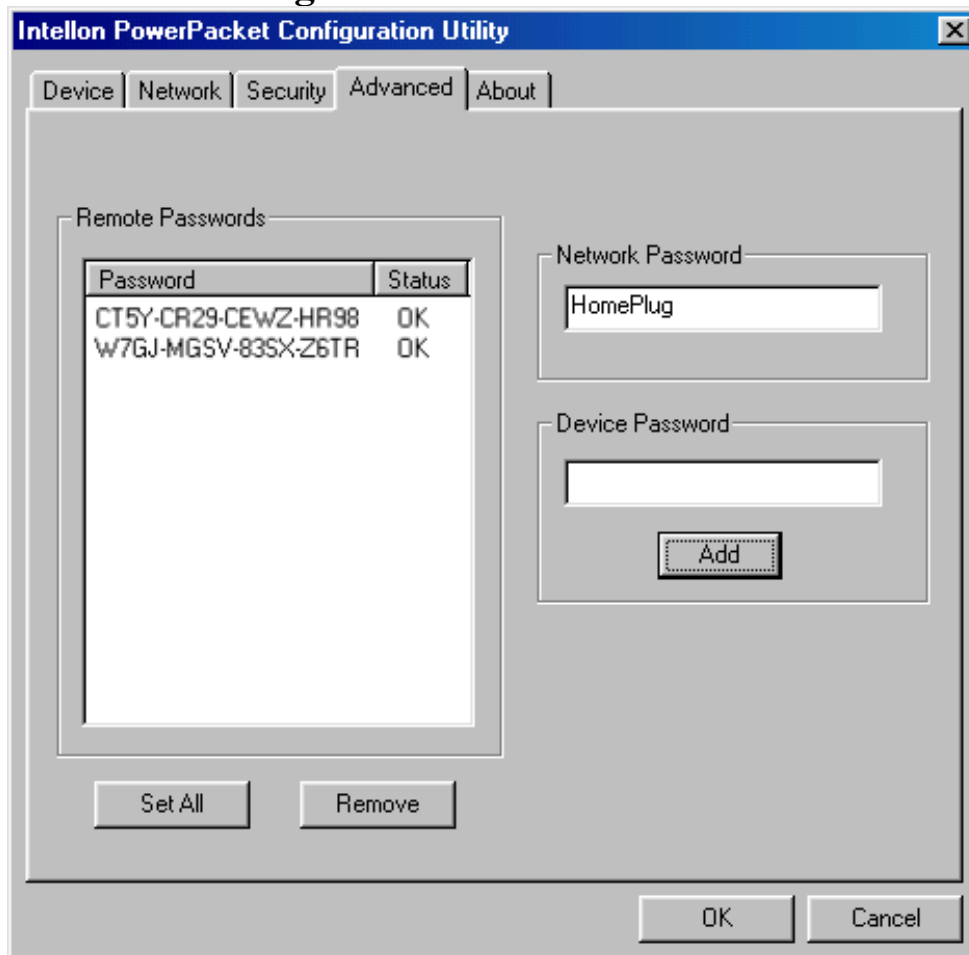 Intellon PowerPacket Configuration Utility
Device Network Security Advanced About
Remote Passwords
Password Status
CT5Y-CR29-CEWZ-HR98 OK
W7GJ-MGSV-83SX-Z6TR OK
Network Password
HomePlug
Device Password
Add
Set All Remove
OK Cancel